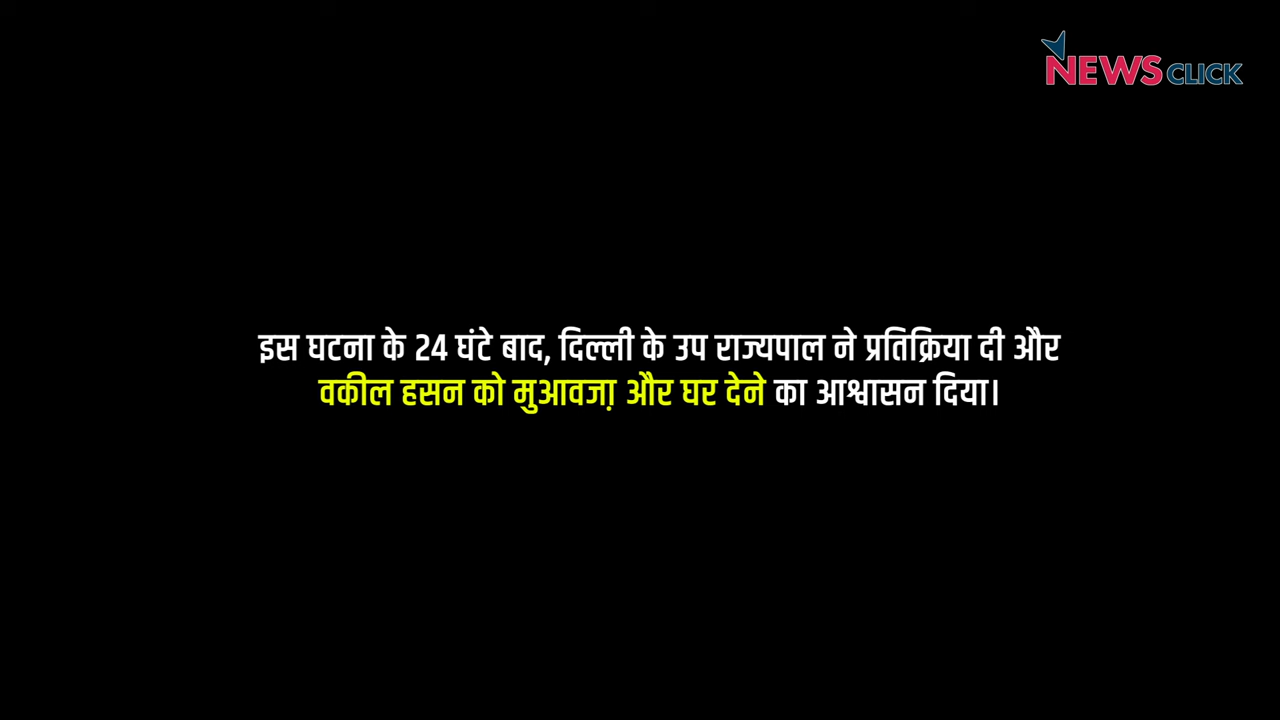 NEWSCLICK
इस घटना के 24 घंटे बाद, दिल्ली के उप राज्यपाल ने प्रतिक्रिया दी और
वकील हसन को मुआवजा़ और घर देने का आश्वासन दिया।